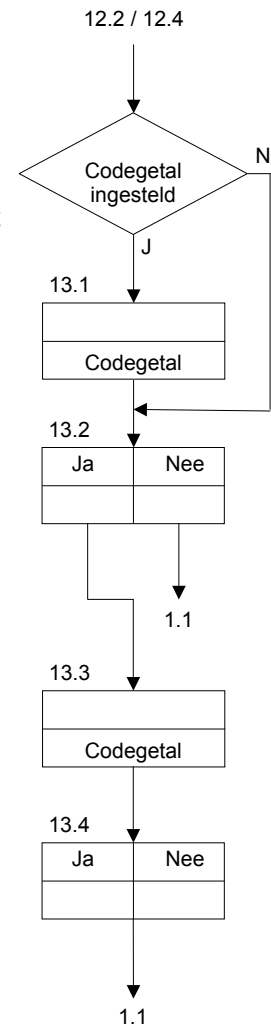 12.2 / 12.4
Codegetal
ingesteld
N
J
13.1
Codegetal
13.2
Ja Nee
1.1
13.3
Codegetal
13.4
Ja Nee
1.1